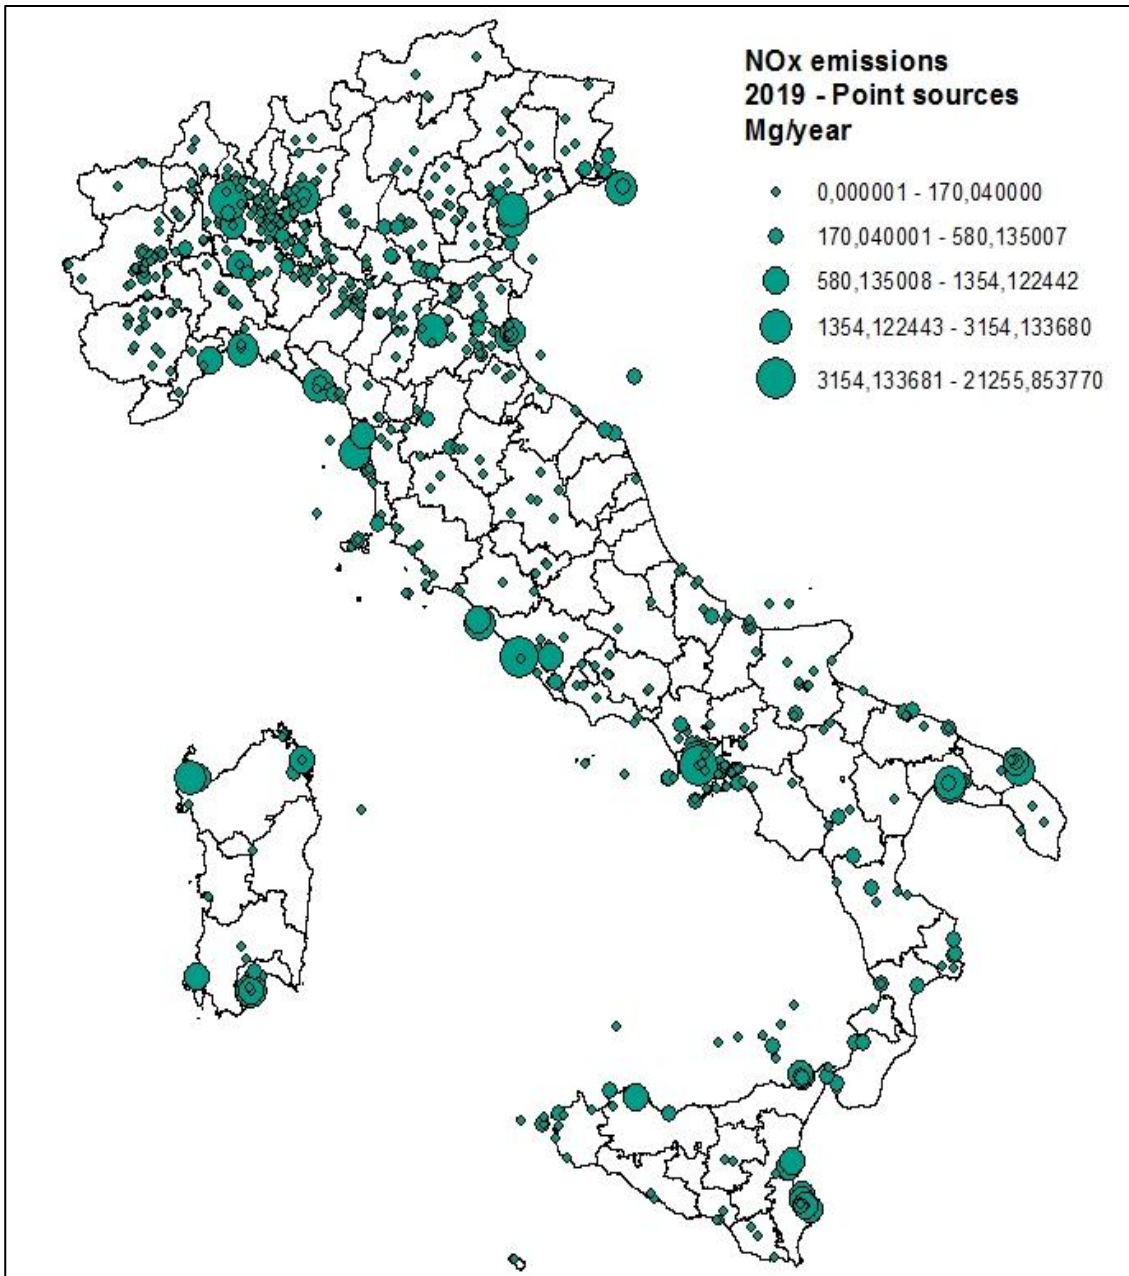 NOx emissions
2019 - Point sources
Mg/year
0,000001 - 170,040000
170,040001 - 580,135007
580,135008 - 1354,122442
1354,122443 - 3154,133680
3154,133681 - 21255,853770